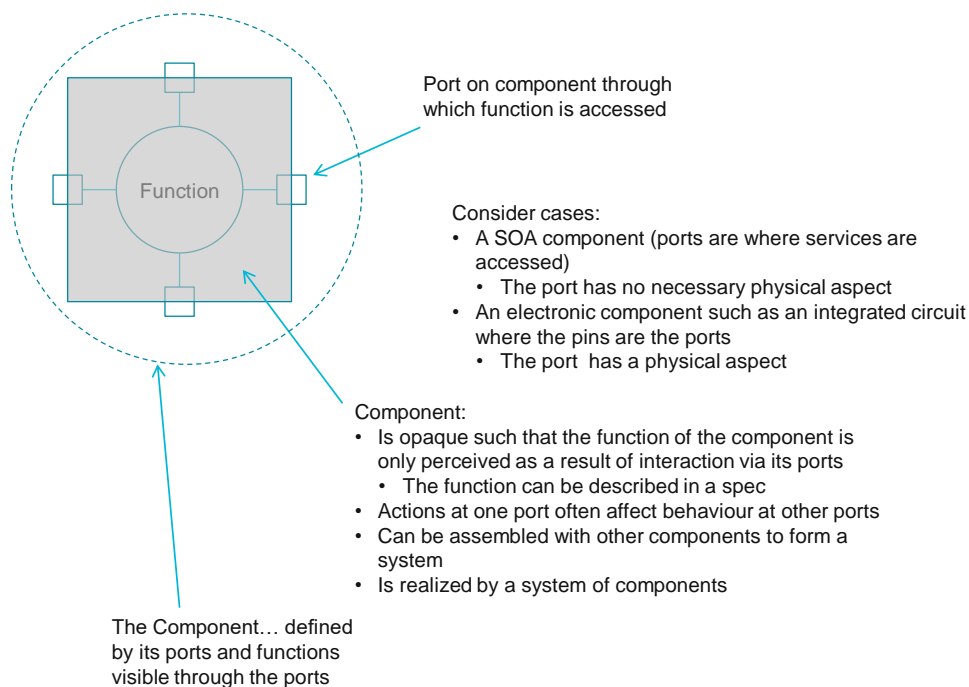 Function
Port on component through
which function is accessed
Consider cases:
• A SOA component (ports are where services are
accessed)
• The port has no necessary physical aspect
• An electronic component such as an integrated circuit
where the pins are the ports
• The port  has a physical aspect
Component:
• Is opaque such that the function of the component is
only perceived as a result of interaction via its ports
• The function can be described in a spec
• Actions at one port often affect behaviour at other ports
• Can be assembled with other components to form a
system
• Is realized by a system of components
The Component… defined
by its ports and functions
visible through the ports